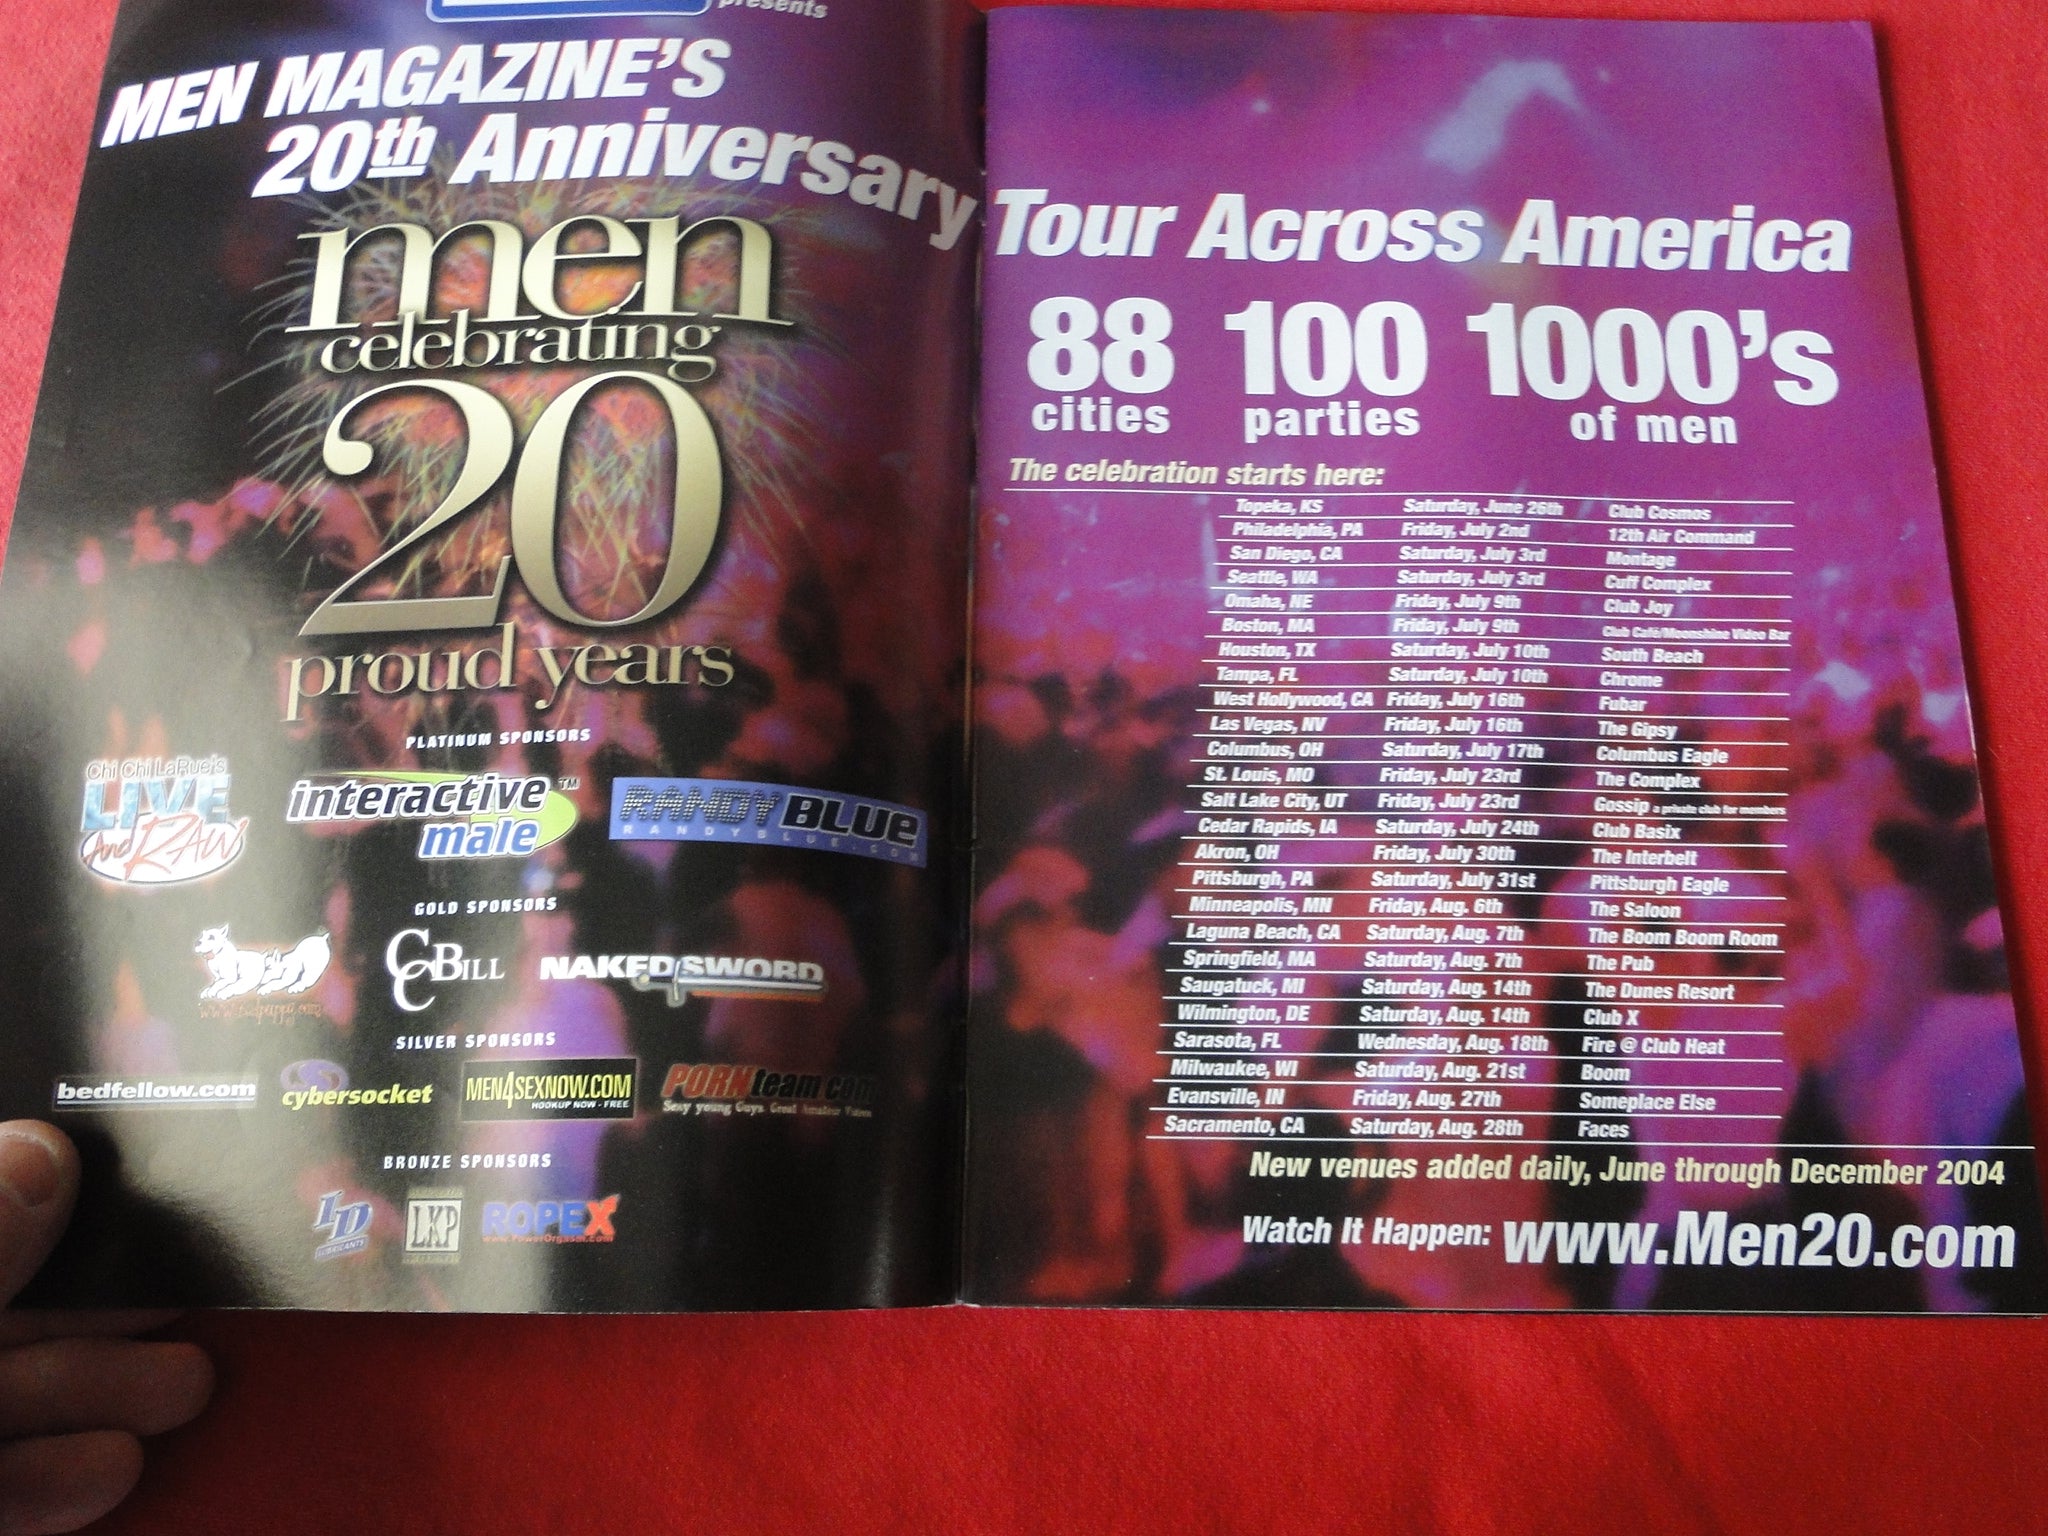 presents
MEN MAGAZINE'S
20th Anniversary
men
celebrating
20
proud years
PLATINUM SPONSORS
Chi Chi LaRue's
LIVE
And RAW
interactive™
male
RANDY BLUE
RANDYBLUE.COM
GOLD SPONSORS
CCBILL
NAKEDSWORD
SILVER SPONSORS
bedfellow.com
cybersocket
MEN4SEXNOW.COM
HOOKUP NOW - FREE
PORNteam.com
Sexy young Guys Great Amateur
BRONZE SPONSORS
ID
LUBRICANTS
LKP
ROPEX
www.PowerOrgasm.com
Tour Across America
88 100 1000's
cities parties of men
The celebration starts here:
Topeka, KS Saturday, June 26th Club Cosmos
Philadelphia, PA Friday, July 2nd 12th Air Command
San Diego, CA Saturday, July 3rd Montage
Seattle, WA Saturday, July 3rd Cuff Complex
Omaha, NE Friday, July 9th Club Joy
Boston, MA Friday, July 9th Club Café/Moonshine Video Bar
Houston, TX Saturday, July 10th South Beach
Tampa, FL Saturday, July 10th Chrome
West Hollywood, CA Friday, July 16th Fubar
Las Vegas, NV Friday, July 16th The Gipsy
Columbus, OH Saturday, July 17th Columbus Eagle
St. Louis, MO Friday, July 23rd The Complex
Salt Lake City, UT Friday, July 23rd Gossip a private club for members
Cedar Rapids, IA Saturday, July 24th Club Basix
Akron, OH Friday, July 30th The Interbelt
Pittsburgh, PA Saturday, July 31st Pittsburgh Eagle
Minneapolis, MN Friday, Aug. 6th The Saloon
Laguna Beach, CA Saturday, Aug. 7th The Boom Boom Room
Springfield, MA Saturday, Aug. 7th The Pub
Saugatuck, MI Saturday, Aug. 14th The Dunes Resort
Wilmington, DE Saturday, Aug. 14th Club X
Sarasota, FL Wednesday, Aug. 18th Fire @ Club Heat
Milwaukee, WI Saturday, Aug. 21st Boom
Evansville, IN Friday, Aug. 27th Someplace Else
Sacramento, CA Saturday, Aug. 28th Faces
New venues added daily, June through December 2004
Watch It Happen: www.Men20.com